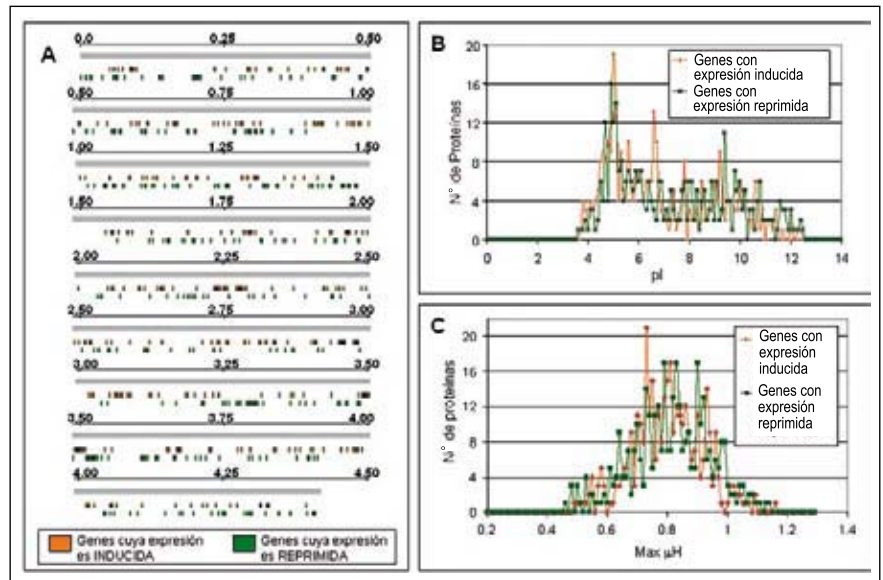 A
0,0 0,25 0,50
0,50 0,75 1,00
1,00 1,25 1,50
1,50 1,75 2,00
2,00 2,25 2,50
2,50 2,75 3,00
3,00 3,25 3,50
3,50 3,75 4,00
4,00 4,25 4,50
Genes cuya expresión
es INDUCIDA
Genes cuya expresión
es REPRIMIDA
B
20
16
12
8
4
0
N° de Proteínas
0 2 4 6 8 10 12 14
pI
Genes con
expresión inducida
Genes con
expresión reprimida
C
20
16
12
8
4
0
N° de proteínas
0.2 0.4 0.6 0.8 1 1.2 1.4
Max µH
Genes con
expresión
inducida
Genes con
expresión
reprimida